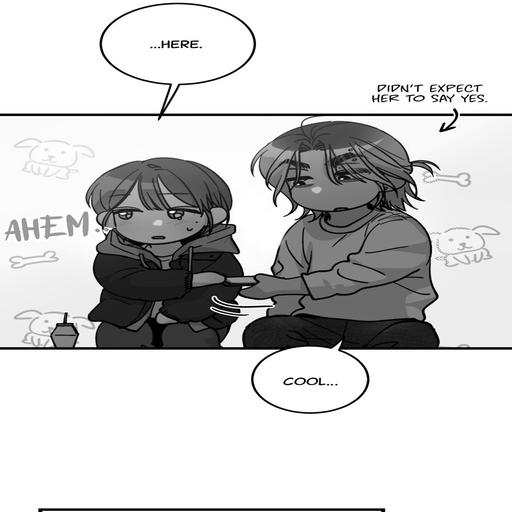 ...HERE.
DIDN'T EXPECT
HER TO SAY YES.
AHEM.
COOL...